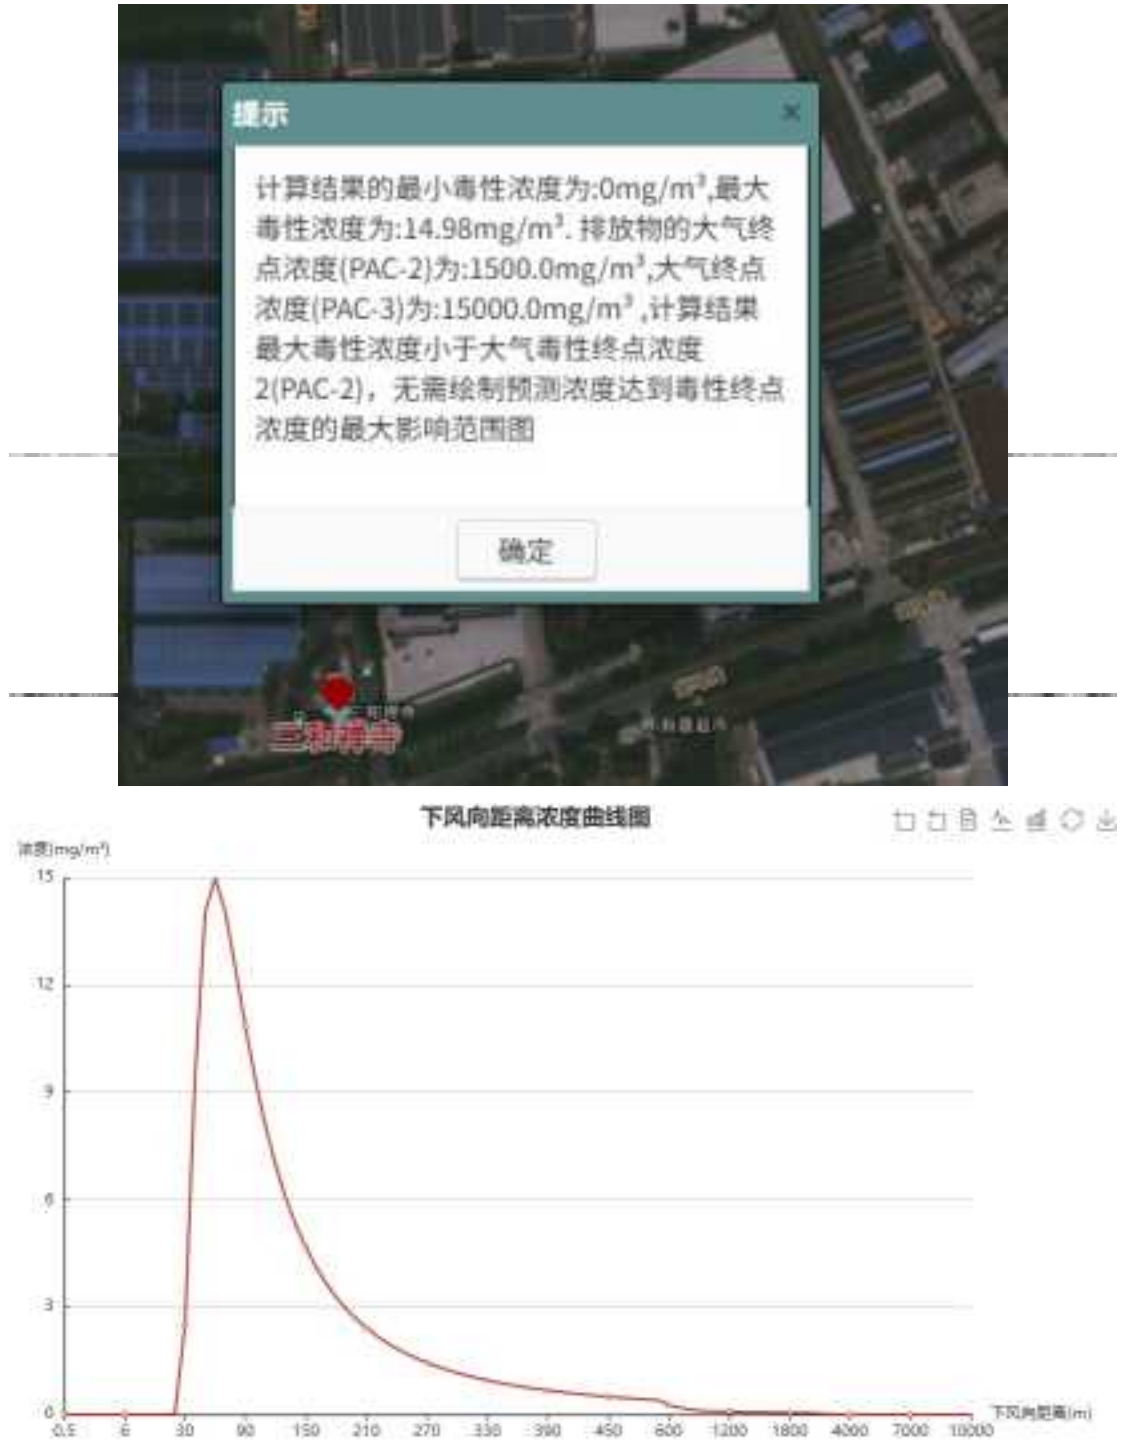 提示
计算结果的最小毒性浓度为:0mg/m³,最大
毒性浓度为:14.98mg/m³. 排放物的大气终
点浓度(PAC-2)为:1500.0mg/m³,大气终点
浓度(PAC-3)为:15000.0mg/m³ ,计算结果
最大毒性浓度小于大气毒性终点浓度
2(PAC-2)，无需绘制预测浓度达到毒性终点
浓度的最大影响范围图
确定
下风向距离浓度曲线图
浓度(mg/m³)
15
12
9
6
3
0
0.5 6 30 90 150 210 270 330 390 450 600 1200 1800 4000 7000 10000
下风向距离(m)